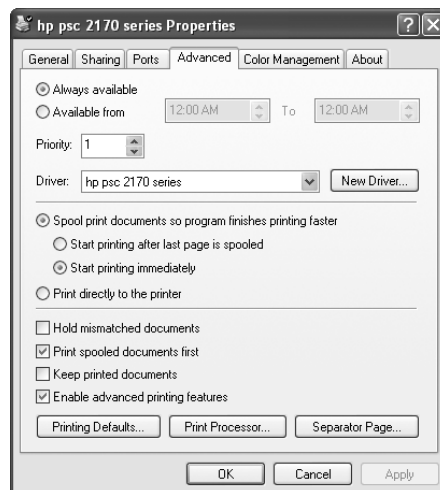 hp psc 2170 series Properties
General Sharing Ports Advanced Color Management About
Always available
Available from 12:00 AM To 12:00 AM
Priority: 1
Driver: hp psc 2170 series New Driver...
Spool print documents so program finishes printing faster
Start printing after last page is spooled
Start printing immediately
Print directly to the printer
Hold mismatched documents
Print spooled documents first
Keep printed documents
Enable advanced printing features
Printing Defaults... Print Processor... Separator Page...
OK Cancel Apply